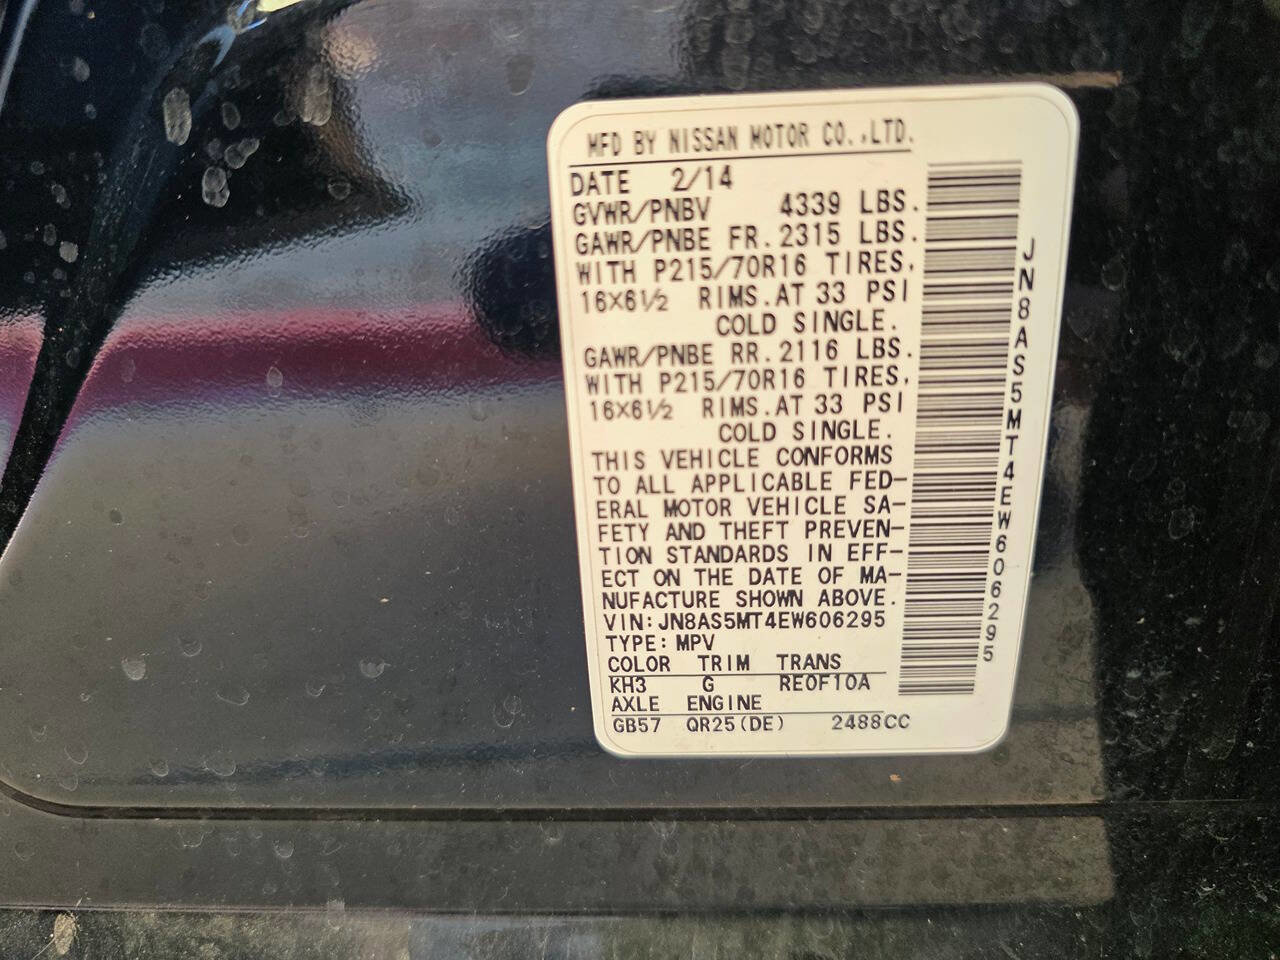 MFD BY NISSAN MOTOR CO.,LTD.
DATE 2/14
GVWR/PNBV 4339 LBS.
GAWR/PNBE FR.2315 LBS.
WITH P215/70R16 TIRES,
16×6½ RIMS.AT 33 PSI
COLD SINGLE.
GAWR/PNBE RR.2116 LBS.
WITH P215/70R16 TIRES,
16×6½ RIMS.AT 33 PSI
COLD SINGLE.
THIS VEHICLE CONFORMS
TO ALL APPLICABLE FED-
ERAL MOTOR VEHICLE SA-
FETY AND THEFT PREVEN-
TION STANDARDS IN EFF-
ECT ON THE DATE OF MA-
NUFACTURE SHOWN ABOVE.
VIN:JN8AS5MT4EW606295
TYPE:MPV
COLOR TRIM TRANS
KH3 G RE0F10A
AXLE ENGINE
GB57 QR25(DE) 2488CC
JN8AS5MT4EW606295